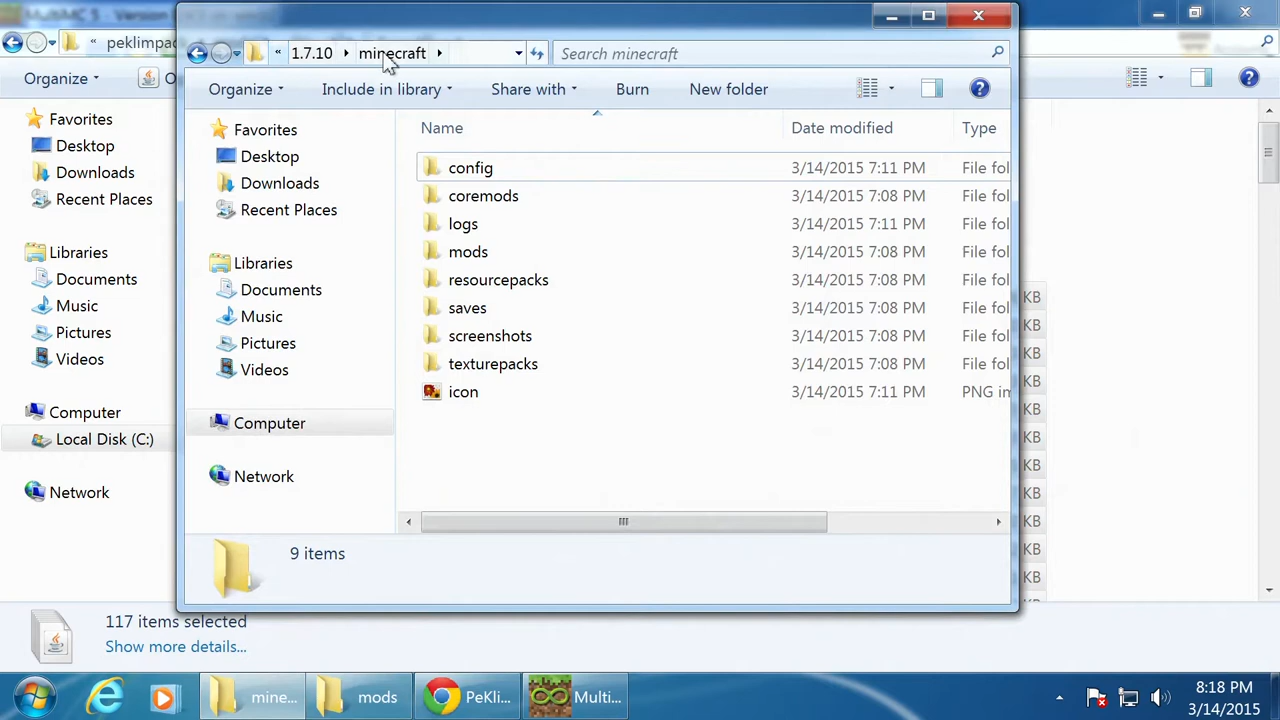 MultiMC 5 - Version
peklimpac
«
1.7.10
minecraft
Search minecraft
Organize
Organize
Include in library
Share with
Burn
New folder
Favorites
Desktop
Downloads
Recent Places
Libraries
Documents
Music
Pictures
Videos
Computer
Local Disk (C:)
Network
Favorites
Desktop
Downloads
Recent Places
Libraries
Documents
Music
Pictures
Videos
Computer
Network
Name
Date modified
Type
config 3/14/2015 7:11 PM File fol
coremods 3/14/2015 7:08 PM File fol
logs 3/14/2015 7:11 PM File fol
mods 3/14/2015 7:08 PM File fol
resourcepacks 3/14/2015 7:08 PM File fol
saves 3/14/2015 7:08 PM File fol
screenshots 3/14/2015 7:08 PM File fol
texturepacks 3/14/2015 7:08 PM File fol
icon 3/14/2015 7:11 PM PNG im
KB
KB
KB
KB
KB
KB
KB
KB
KB
KB
KB
9 items
117 items selected
Show more details...
mine...
mods
PeKli...
Multi...
8:18 PM
3/14/2015